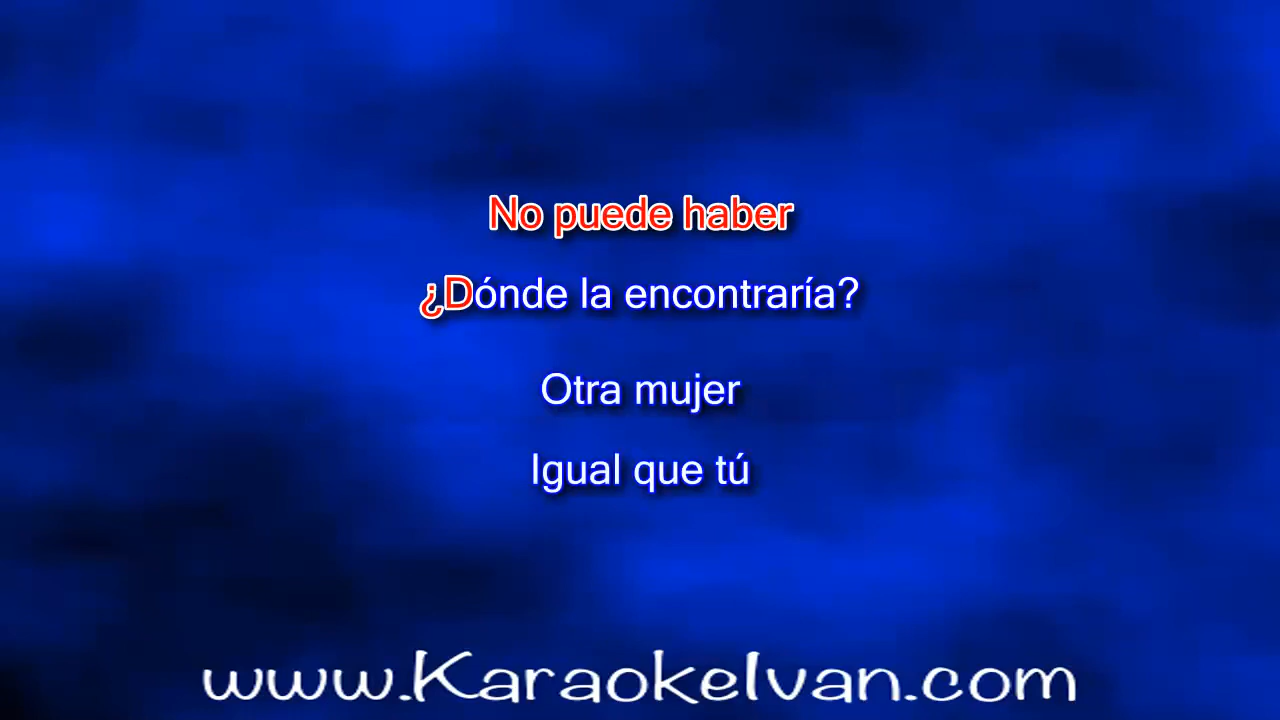 No puede haber
¿Dónde la encontraría?
Otra mujer
Igual que tú
www.KaraokeIvan.com